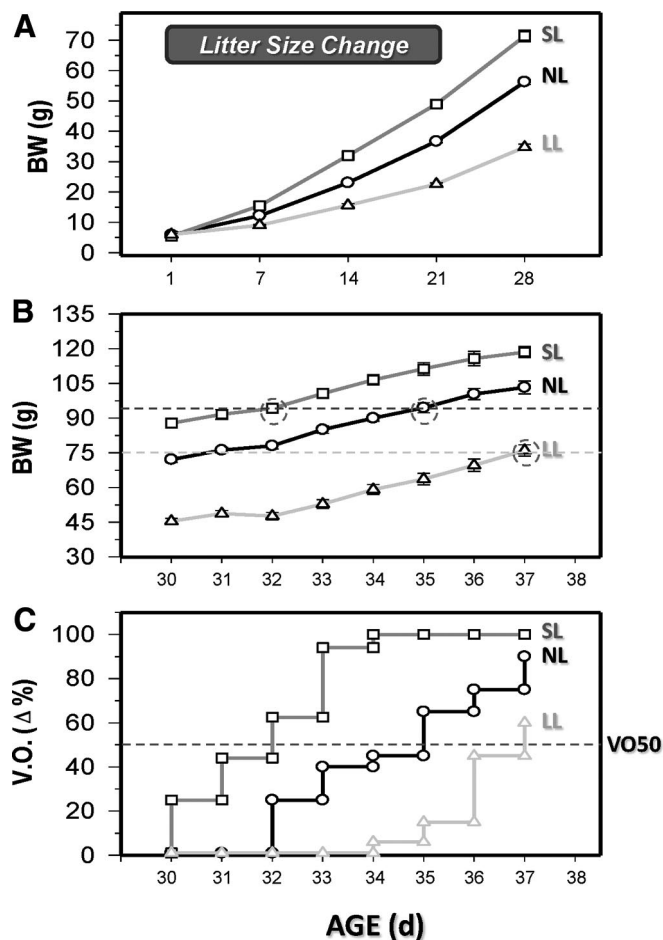 A
Litter Size Change
BW (g)
70
60
50
40
30
20
10
0
SL
NL
LL
1 7 14 21 28
B
BW (g)
135
120
105
90
75
60
45
30
SL
NL
LL
30 31 32 33 34 35 36 37 38
C
V.O. (Δ %)
100
80
60
40
20
0
SL
NL
LL
VO50
30 31 32 33 34 35 36 37 38
AGE (d)